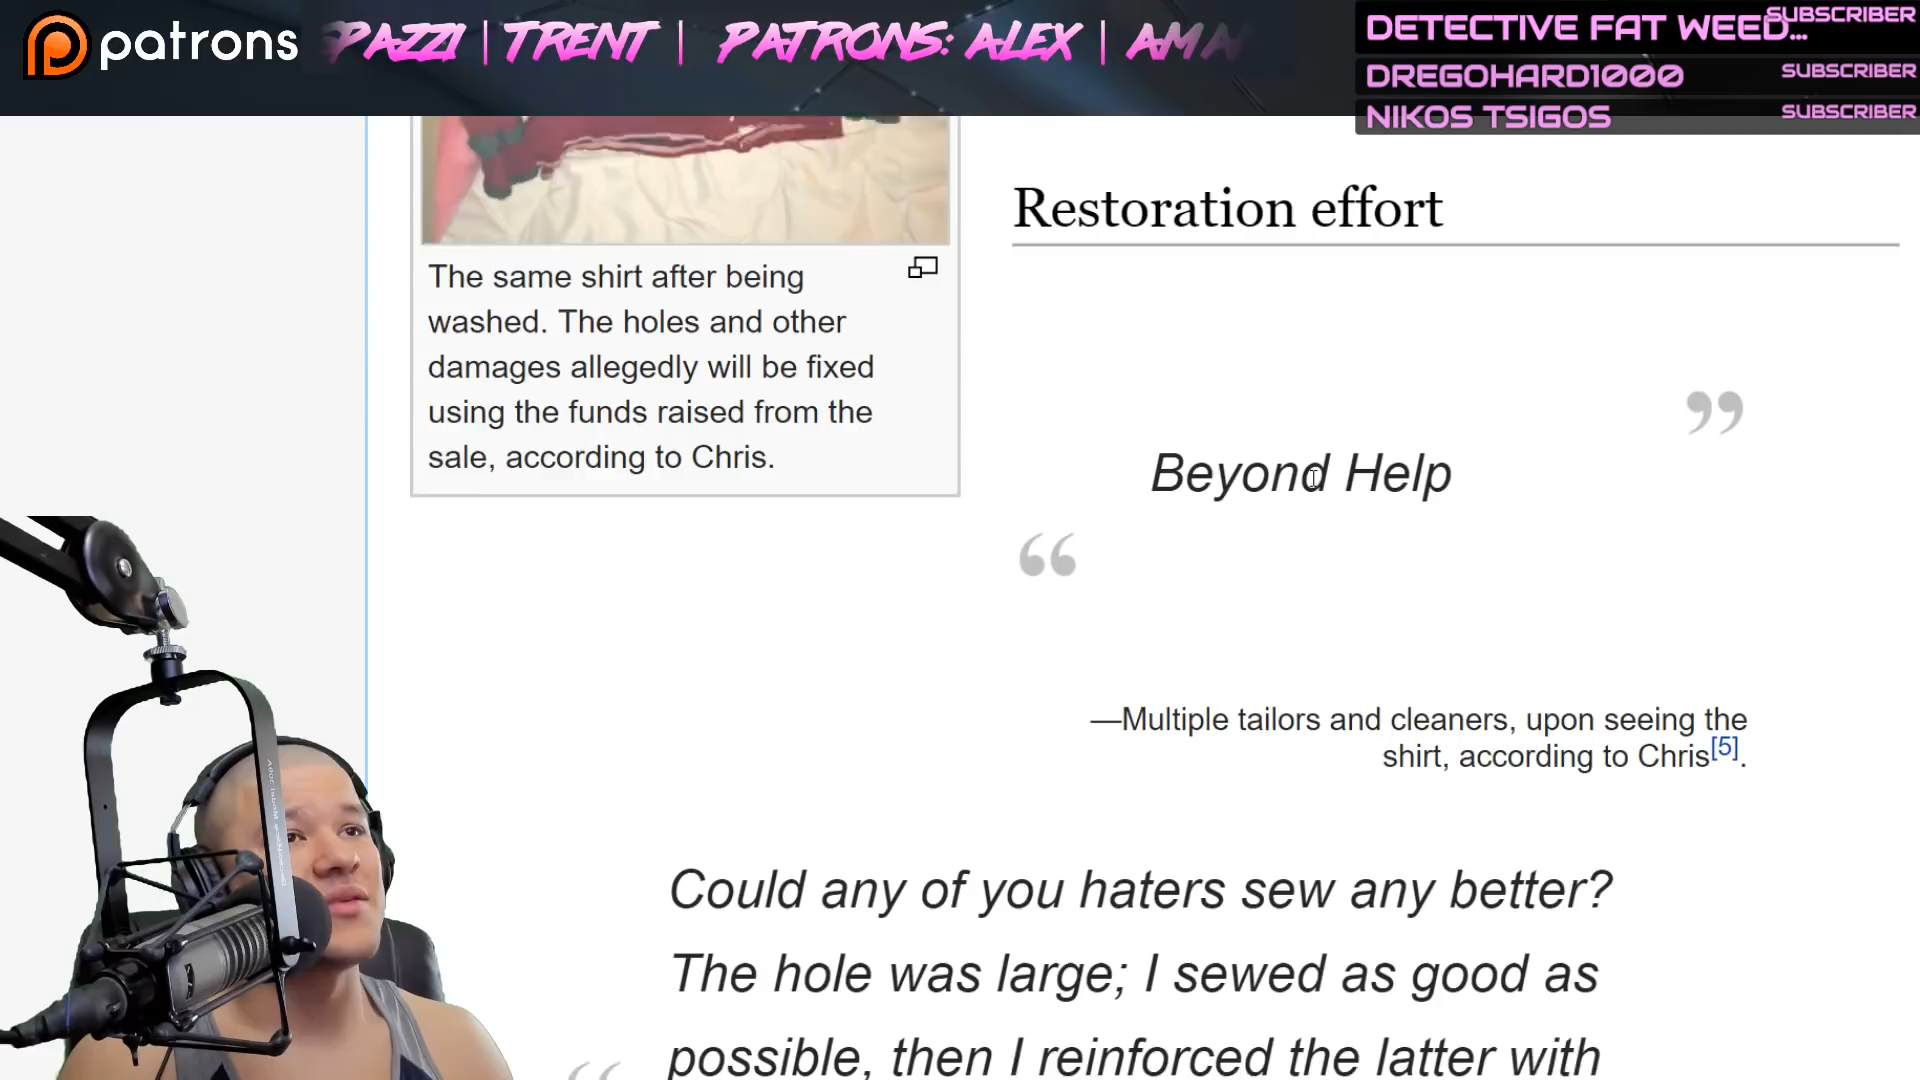 patrons
PAZZI | TRENT | PATRONS: ALEX | AMA
DETECTIVE FAT WEED... SUBSCRIBER
DREGOHARD1000 SUBSCRIBER
NIKOS TSIGOS SUBSCRIBER
The same shirt after being
washed. The holes and other
damages allegedly will be fixed
using the funds raised from the
sale, according to Chris.
Restoration effort
”
Beyond Help
“
—Multiple tailors and cleaners, upon seeing the
shirt, according to Chris[5].
Could any of you haters sew any better?
The hole was large; I sewed as good as
possible, then I reinforced the latter with
“